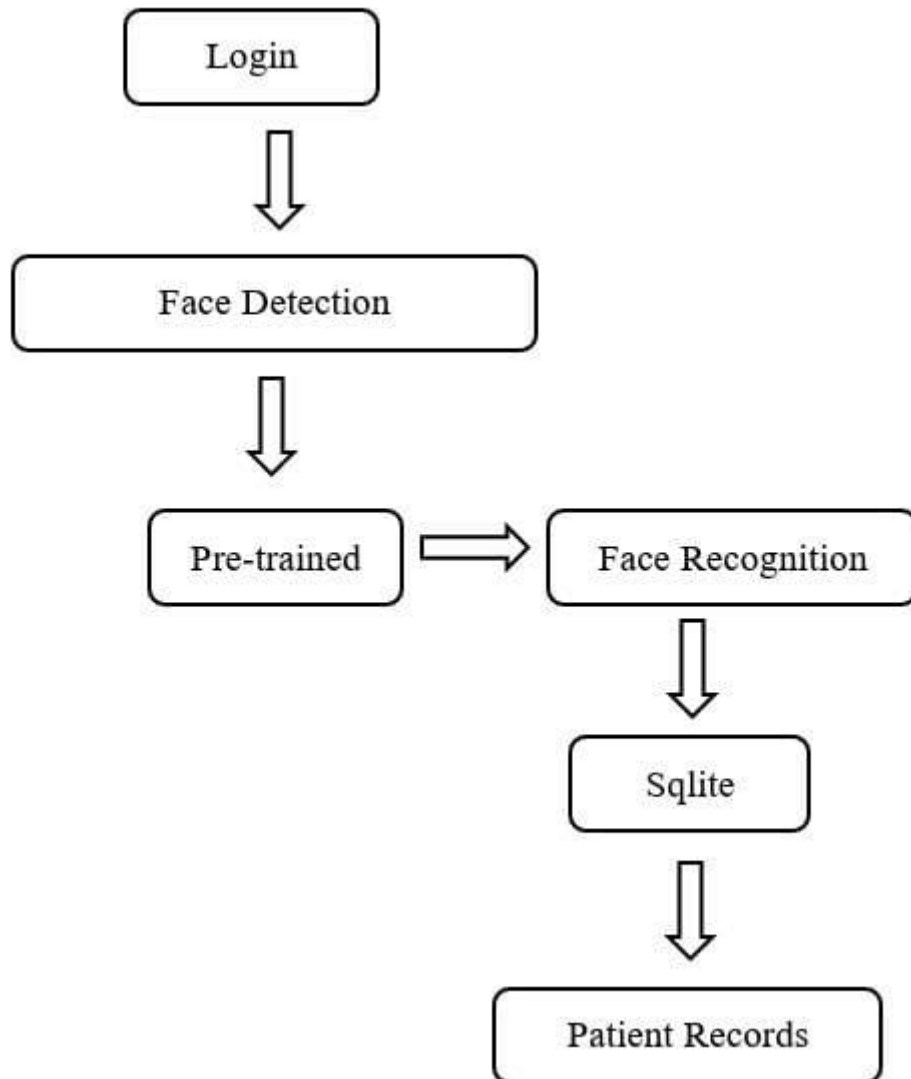 Login
Face Detection
Pre-trained
Face Recognition
Sqlite
Patient Records